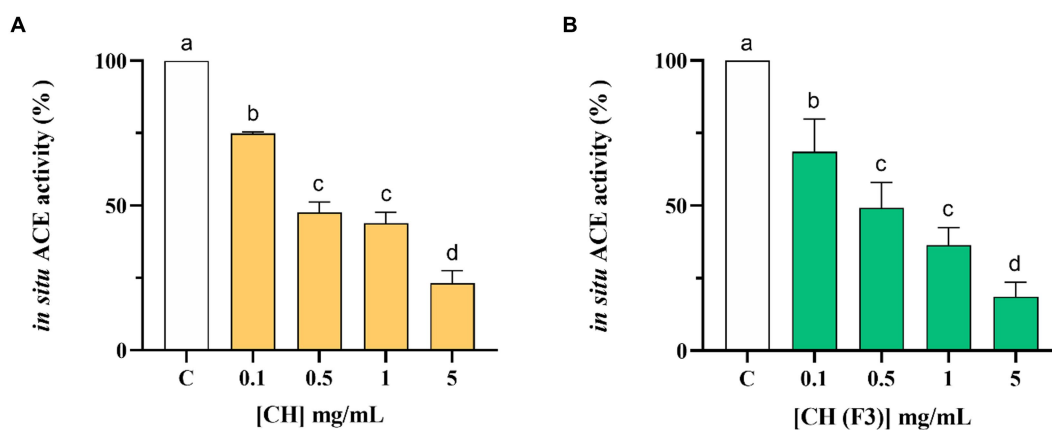 A
in situ ACE activity (%)
100
50
0
a
b
c
c
d
C 0.1 0.5 1 5
[CH] mg/mL
B
in situ ACE activity (%)
100
50
0
a
b
c
c
d
C 0.1 0.5 1 5
[CH (F3)] mg/mL